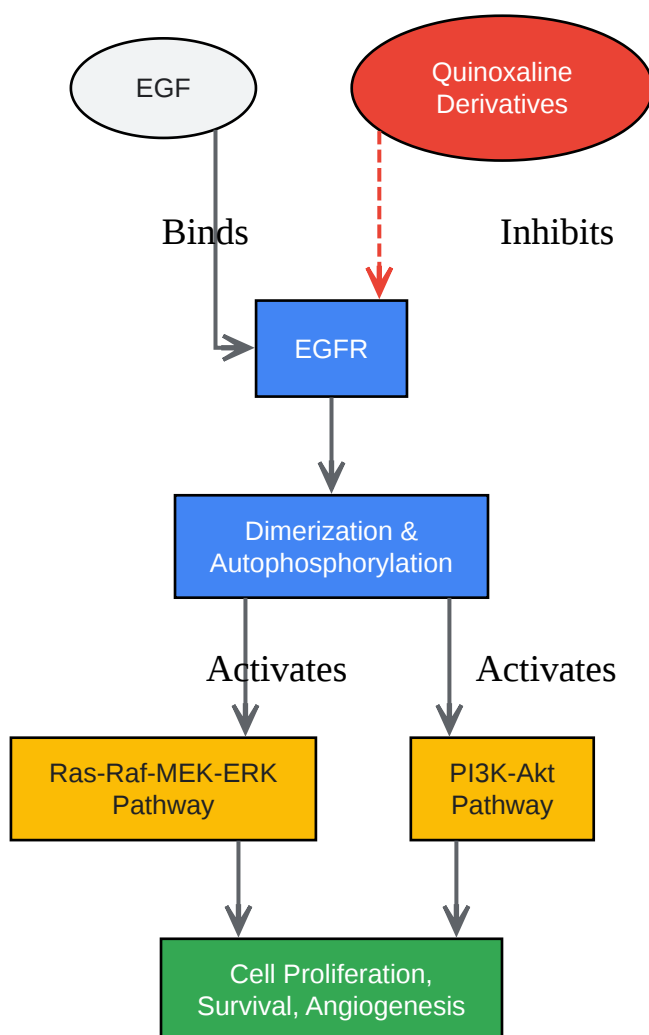 EGF
Quinoxaline
Derivatives
Binds
Inhibits
EGFR
Dimerization &
Autophosphorylation
Activates
Activates
Ras-Raf-MEK-ERK
Pathway
PI3K-Akt
Pathway
Cell Proliferation,
Survival, Angiogenesis